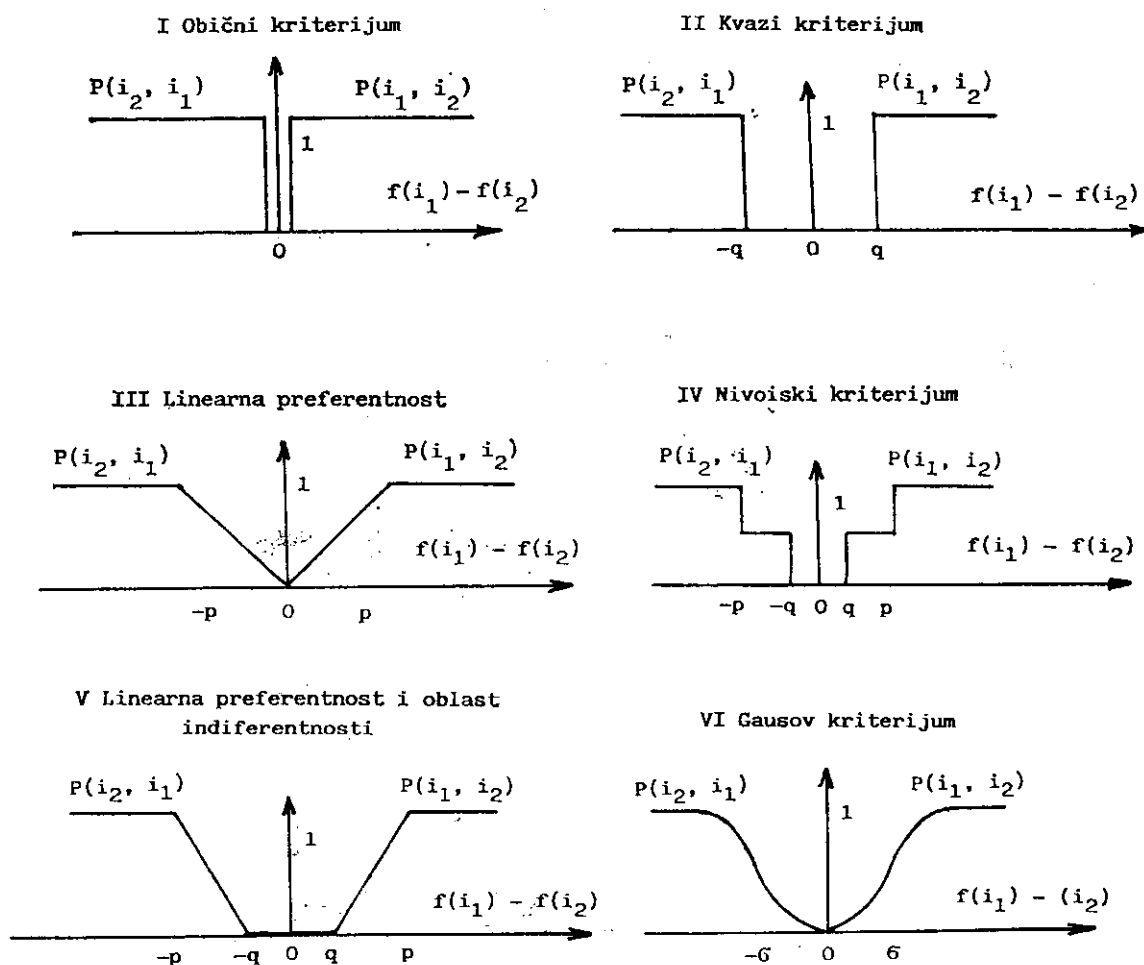 I Obični kriterijum
P(i₂, i₁)
P(i₁, i₂)
1
f(i₁) - f(i₂)
0
II Kvazi kriterijum
P(i₂, i₁)
P(i₁, i₂)
1
f(i₁) - f(i₂)
-q 0 q
III Linearna preferentnost
P(i₂, i₁)
P(i₁, i₂)
1
f(i₁) - f(i₂)
-p 0 p
IV Nivoiski kriterijum
P(i₂, i₁)
P(i₁, i₂)
1
f(i₁) - f(i₂)
-p -q 0 q p
V Linearna preferentnost i oblast
indiferentnosti
P(i₂, i₁)
P(i₁, i₂)
1
f(i₁) - f(i₂)
-p -q 0 q p
VI Gausov kriterijum
P(i₂, i₁)
P(i₁, i₂)
1
f(i₁) - (i₂)
-σ 0 σ